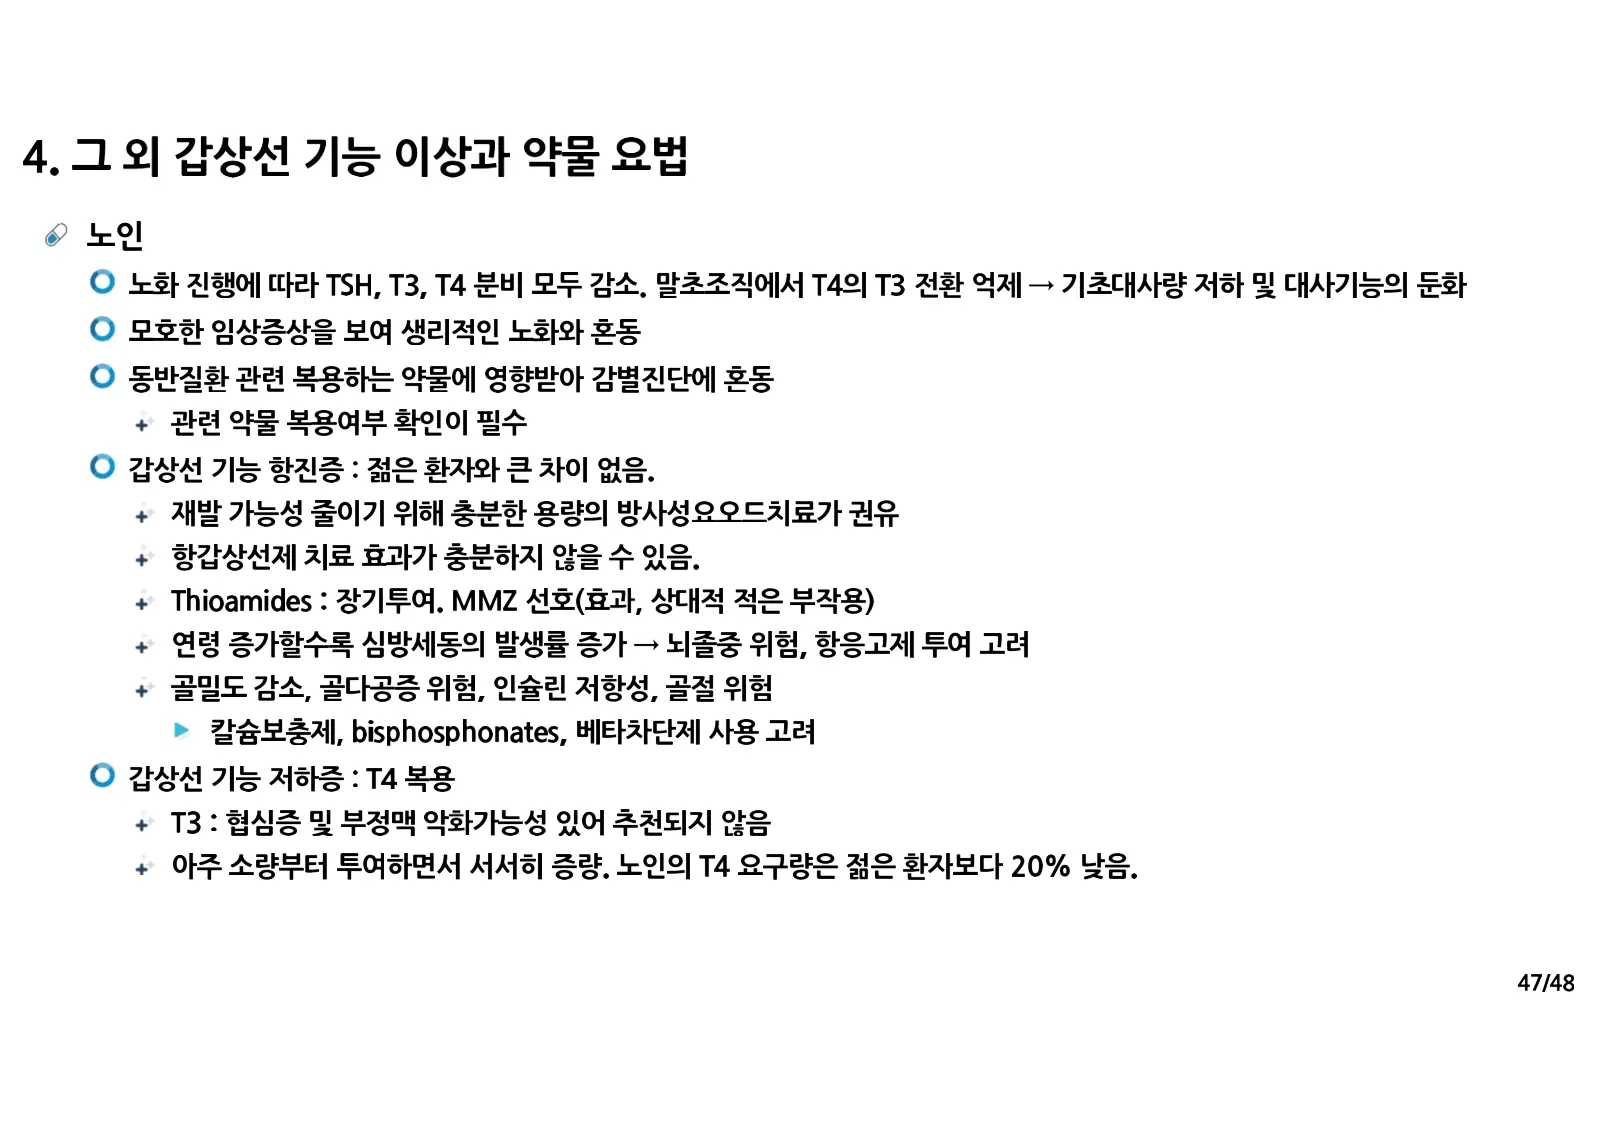 4. 그 외 갑상선 기능 이상과 약물 요법
노인
노화 진행에 따라 TSH, T3, T4 분비 모두 감소. 말초조직에서 T4의 T3 전환 억제 → 기초대사량 저하 및 대사기능의 둔화
모호한 임상증상을 보여 생리적인 노화와 혼동
동반질환 관련 복용하는 약물에 영향받아 감별진단에 혼동
관련 약물 복용여부 확인이 필수
갑상선 기능 항진증 : 젊은 환자와 큰 차이 없음.
재발 가능성 줄이기 위해 충분한 용량의 방사성요오드치료가 권유
항갑상선제 치료 효과가 충분하지 않을 수 있음.
Thioamides : 장기투여. MMZ 선호(효과, 상대적 적은 부작용)
연령 증가할수록 심방세동의 발생률 증가 → 뇌졸중 위험, 항응고제 투여 고려
골밀도 감소, 골다공증 위험, 인슐린 저항성, 골절 위험
칼슘보충제, bisphosphonates, 베타차단제 사용 고려
갑상선 기능 저하증 : T4 복용
T3 : 협심증 및 부정맥 악화가능성 있어 추천되지 않음
아주 소량부터 투여하면서 서서히 증량. 노인의 T4 요구량은 젊은 환자보다 20% 낮음.
47/48